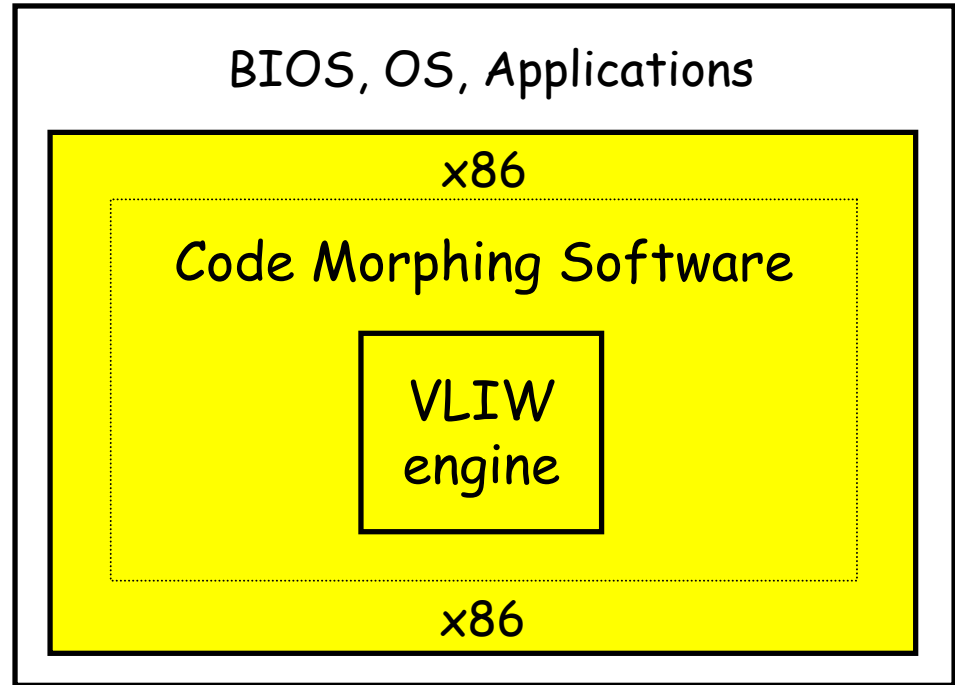 BIOS, OS, Applications
x86
Code Morphing Software
VLIW
engine
x86